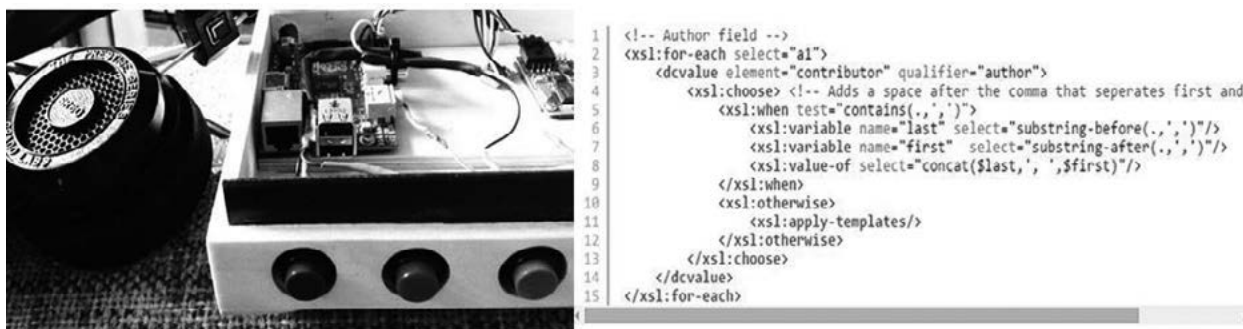 1 <!-- Author field -->
2 <xsl:for-each select="a1">
3 <dcvalue element="contributor" qualifier="author">
4 <xsl:choose> <!-- Adds a space after the comma that seperates first and
5 <xsl:when test="contains(.,',')">
6 <xsl:variable name="last" select="substring-before(.,',')"/>
7 <xsl:variable name="first" select="substring-after(.,',')"/>
8 <xsl:value-of select="concat($last,', ',$first)"/>
9 </xsl:when>
10 <xsl:otherwise>
11 <xsl:apply-templates/>
12 </xsl:otherwise>
13 </xsl:choose>
14 </dcvalue>
15 </xsl:for-each>